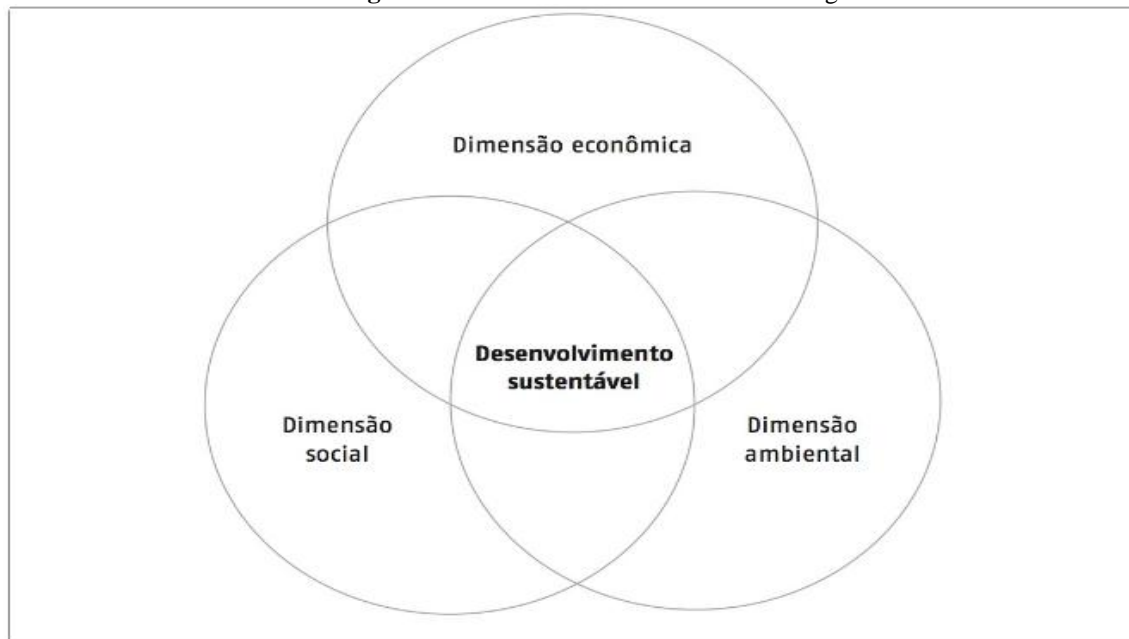 Dimensão econômica
Desenvolvimento
sustentável
Dimensão
social
Dimensão
ambiental